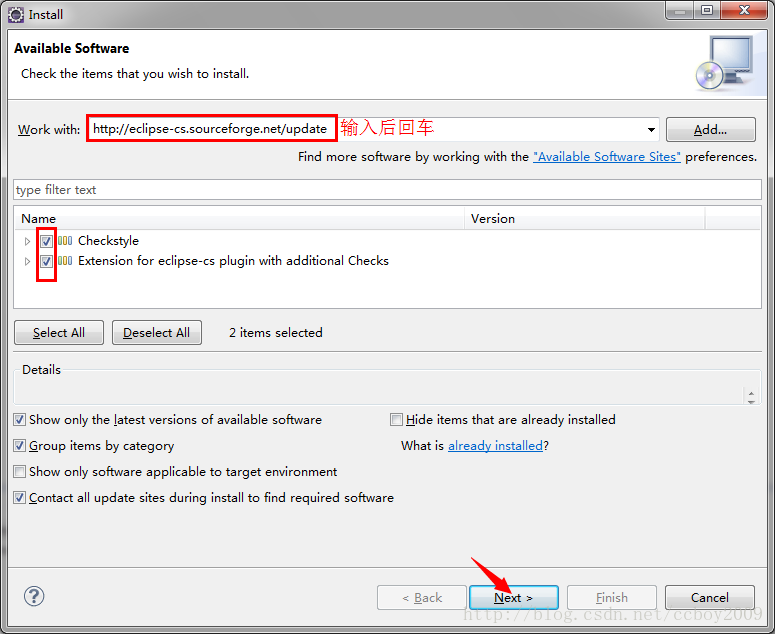 Install
Available Software
Check the items that you wish to install.
Work with: http://eclipse-cs.sourceforge.net/update 输入后回车 Add...
Find more software by working with the "Available Software Sites" preferences.
type filter text
Name Version
Checkstyle
Extension for eclipse-cs plugin with additional Checks
Select All Deselect All 2 items selected
Details
Show only the latest versions of available software Hide items that are already installed
Group items by category What is already installed?
Show only software applicable to target environment
Contact all update sites during install to find required software
? < Back Next > Finish Cancel
http://blog.csdn.net/ccboy2009